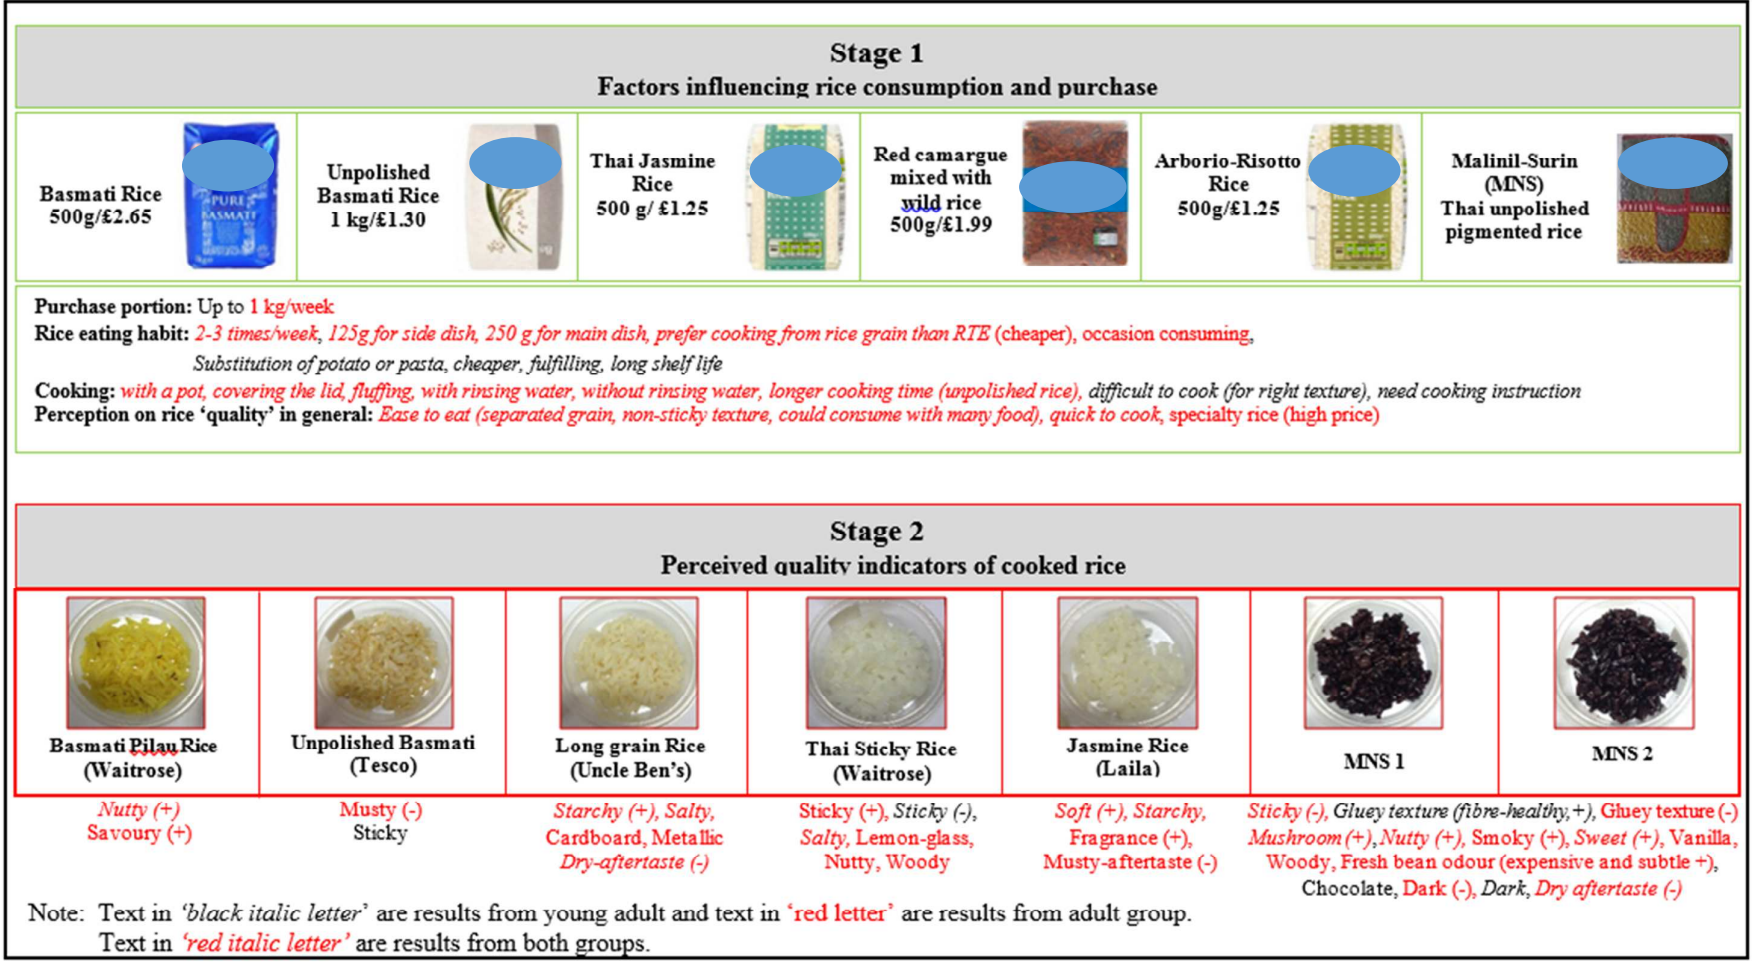 Stage 1
Factors influencing rice consumption and purchase
Basmati Rice
500g/£2.65
PURE
BASMATI
Unpolished
Basmati Rice
1 kg/£1.30
Thai Jasmine
Rice
500 g/ £1.25
Red camargue
mixed with
wild rice
500g/£1.99
Arborio-Risotto
Rice
500g/£1.25
Malinil-Surin
(MNS)
Thai unpolished
pigmented rice
Purchase portion: Up to 1 kg/week
Rice eating habit: 2-3 times/week, 125g for side dish, 250 g for main dish, prefer cooking from rice grain than RTE (cheaper), occasion consuming,
Substitution of potato or pasta, cheaper, fulfilling, long shelf life
Cooking: with a pot, covering the lid, fluffing, with rinsing water, without rinsing water, longer cooking time (unpolished rice), difficult to cook (for right texture), need cooking instruction
Perception on rice ‘quality’ in general: Ease to eat (separated grain, non-sticky texture, could consume with many food), quick to cook, specialty rice (high price)
Stage 2
Perceived quality indicators of cooked rice
Basmati Pilau Rice
(Waitrose)
Unpolished Basmati
(Tesco)
Long grain Rice
(Uncle Ben’s)
Thai Sticky Rice
(Waitrose)
Jasmine Rice
(Laila)
MNS 1
MNS 2
Nutty (+)
Savoury (+)
Musty (-)
Sticky
Starchy (+), Salty,
Cardboard, Metallic
Dry-aftertaste (-)
Sticky (+), Sticky (-),
Salty, Lemon-glass,
Nutty, Woody
Soft (+), Starchy,
Fragrance (+),
Musty-aftertaste (-)
Sticky (-), Gluey texture (fibre-healthy,+), Gluey texture (-)
Mushroom (+), Nutty (+), Smoky (+), Sweet (+), Vanilla,
Woody, Fresh bean odour (expensive and subtle +),
Chocolate, Dark (-), Dark, Dry aftertaste (-)
Note: Text in ‘black italic letter’ are results from young adult and text in ‘red letter’ are results from adult group.
Text in ‘red italic letter’ are results from both groups.